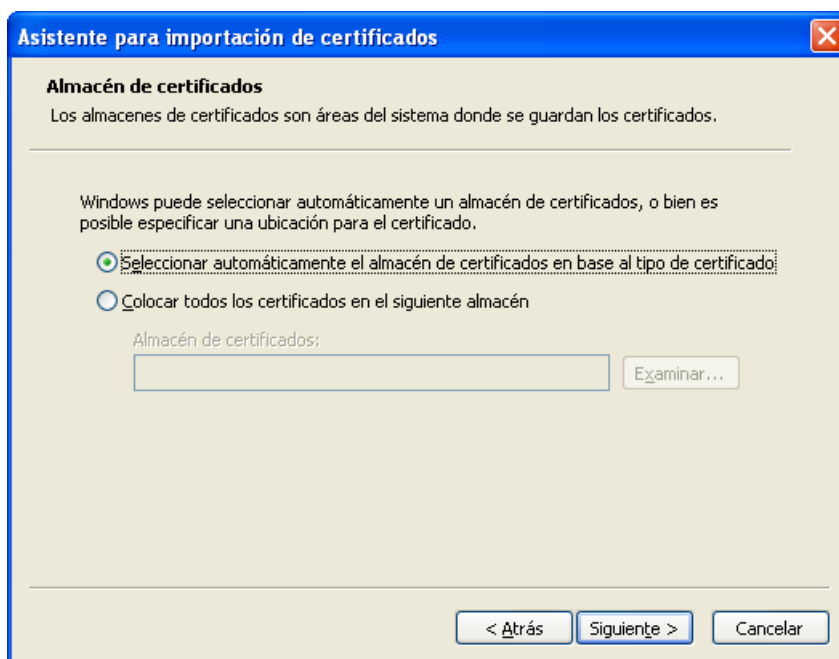 Asistente para importación de certificados
Almacén de certificados
Los almacenes de certificados son áreas del sistema donde se guardan los certificados.
Windows puede seleccionar automáticamente un almacén de certificados, o bien es
posible especificar una ubicación para el certificado.
Seleccionar automáticamente el almacén de certificados en base al tipo de certificado
Colocar todos los certificados en el siguiente almacén
Almacén de certificados:
Examinar...
< Atrás Siguiente > Cancelar